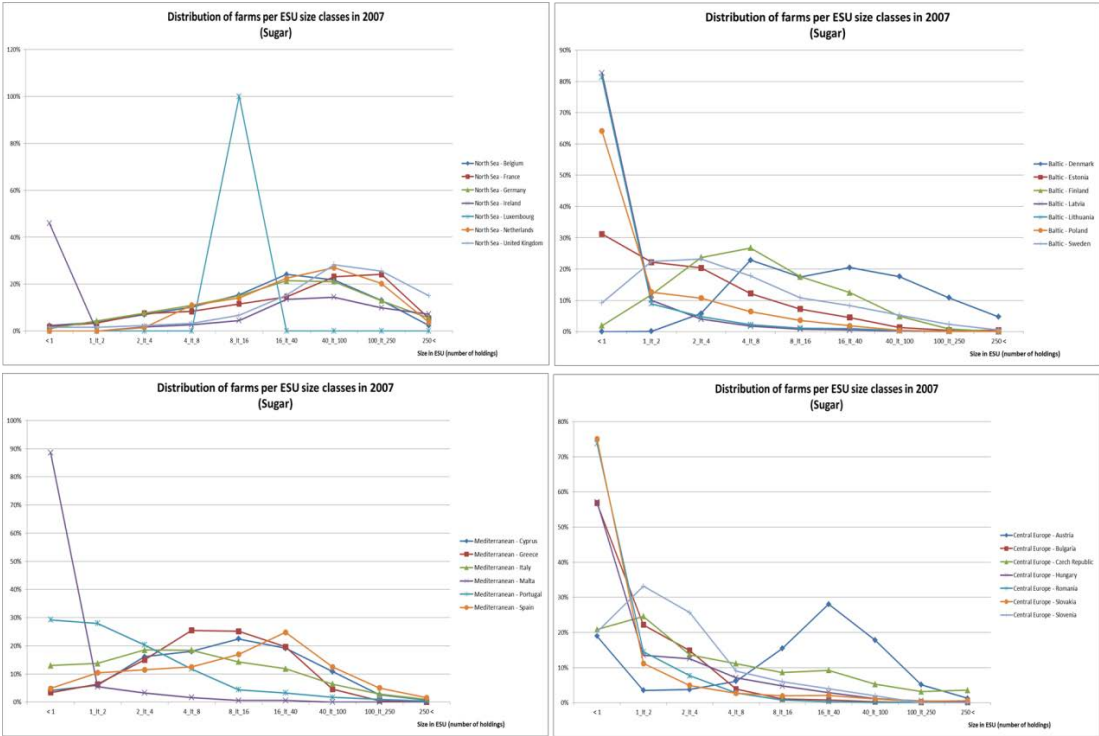 Distribution of farms per ESU size classes in 2007
(Sugar)
120%
100%
80%
60%
40%
20%
0%
<1 1_lt_2 2_lt_4 4_lt_8 8_lt_16 16_lt_40 40_lt_100 100_lt_250 250<
Size in ESU (number of holdings)
North Sea - Belgium
North Sea - France
North Sea - Germany
North Sea - Ireland
North Sea - Luxembourg
North Sea - Netherlands
North Sea - United Kingdom
Distribution of farms per ESU size classes in 2007
(Sugar)
90%
80%
70%
60%
50%
40%
30%
20%
10%
0%
<1 1_lt_2 2_lt_4 4_lt_8 8_lt_16 16_lt_40 40_lt_100 100_lt_250 250<
Size in ESU (number of holdings)
Baltic - Denmark
Baltic - Estonia
Baltic - Finland
Baltic - Latvia
Baltic - Lithuania
Baltic - Poland
Baltic - Sweden
Distribution of farms per ESU size classes in 2007
(Sugar)
100%
90%
80%
70%
60%
50%
40%
30%
20%
10%
0%
<1 1_lt_2 2_lt_4 4_lt_8 8_lt_16 16_lt_40 40_lt_100 100_lt_250 250<
Size in ESU (number of holdings)
Mediterranean - Cyprus
Mediterranean - Greece
Mediterranean - Italy
Mediterranean - Malta
Mediterranean - Portugal
Mediterranean - Spain
Distribution of farms per ESU size classes in 2007
(Sugar)
80%
70%
60%
50%
40%
30%
20%
10%
0%
<1 1_lt_2 2_lt_4 4_lt_8 8_lt_16 16_lt_40 40_lt_100 100_lt_250 250<
Size in ESU (number of holdings)
Central Europe - Austria
Central Europe - Bulgaria
Central Europe - Czech Republic
Central Europe - Hungary
Central Europe - Romania
Central Europe - Slovakia
Central Europe - Slovenia